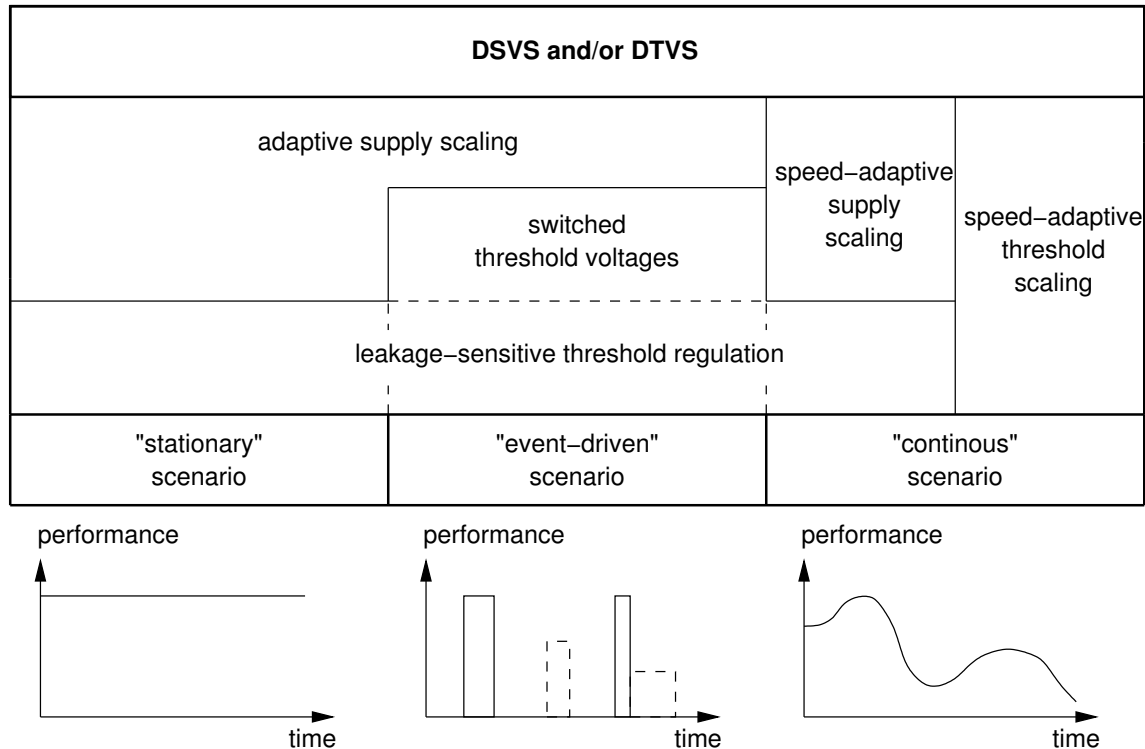 DSVS and/or DTVS
adaptive supply scaling
switched
threshold voltages
speed−adaptive
supply
scaling
speed−adaptive
threshold
scaling
leakage−sensitive threshold regulation
"stationary"
scenario
"event−driven"
scenario
"continous"
scenario
performance
time
performance
time
performance
time